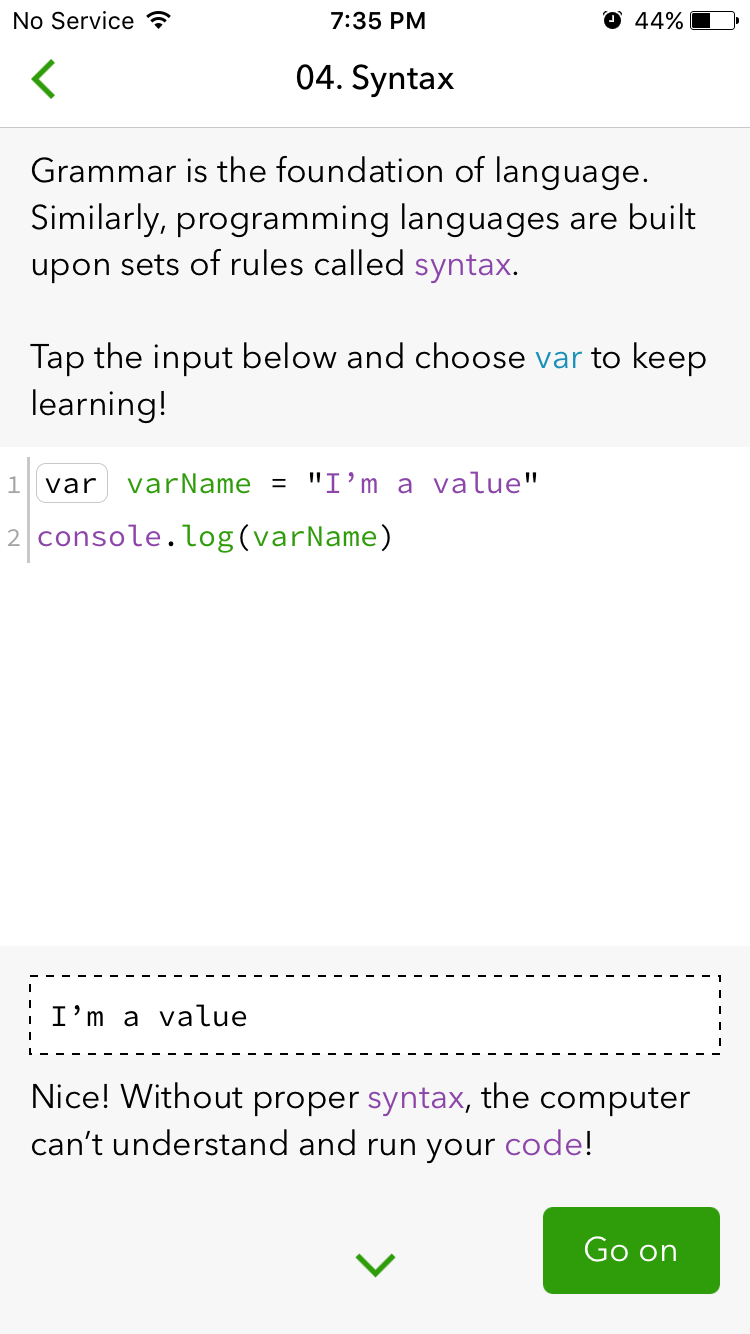 No Service 7:35 PM 44%
04. Syntax
Grammar is the foundation of language.
Similarly, programming languages are built
upon sets of rules called syntax.
Tap the input below and choose var to keep
learning!
1 var varName = "I’m a value"
2 console.log(varName)
I’m a value
Nice! Without proper syntax, the computer
can’t understand and run your code!
Go on